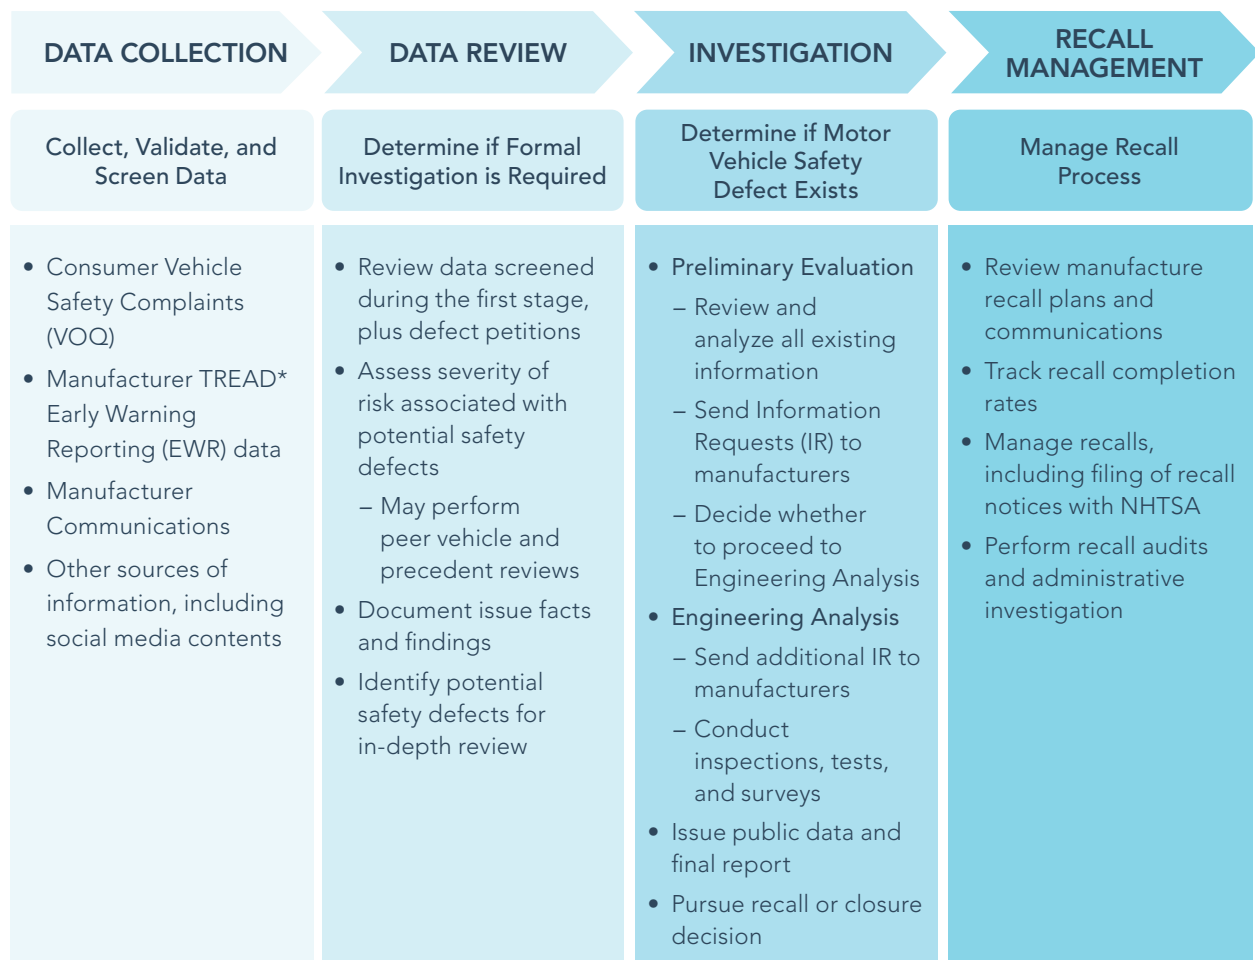 DATA COLLECTION
DATA REVIEW
INVESTIGATION
RECALL
MANAGEMENT
Collect, Validate, and
Screen Data
Determine if Formal
Investigation is Required
Determine if Motor
Vehicle Safety
Defect Exists
Manage Recall
Process
• Consumer Vehicle
Safety Complaints
(VOQ)
• Manufacturer TREAD*
Early Warning
Reporting (EWR) data
• Manufacturer
Communications
• Other sources of
information, including
social media contents
• Review data screened
during the first stage,
plus defect petitions
• Assess severity of
risk associated with
potential safety
defects
– May perform
peer vehicle and
precedent reviews
• Document issue facts
and findings
• Identify potential
safety defects for
in-depth review
• Preliminary Evaluation
– Review and
analyze all existing
information
– Send Information
Requests (IR) to
manufacturers
– Decide whether
to proceed to
Engineering Analysis
• Engineering Analysis
– Send additional IR to
manufacturers
– Conduct
inspections, tests,
and surveys
• Issue public data and
final report
• Pursue recall or closure
decision
• Review manufacture
recall plans and
communications
• Track recall completion
rates
• Manage recalls,
including filing of recall
notices with NHTSA
• Perform recall audits
and administrative
investigation